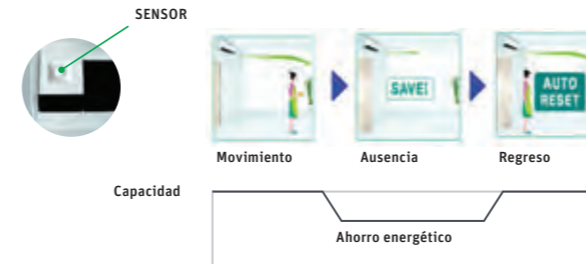 SENSOR
SAVE!
AUTO
RESET
Movimiento
Ausencia
Regreso
Capacidad
Ahorro energético